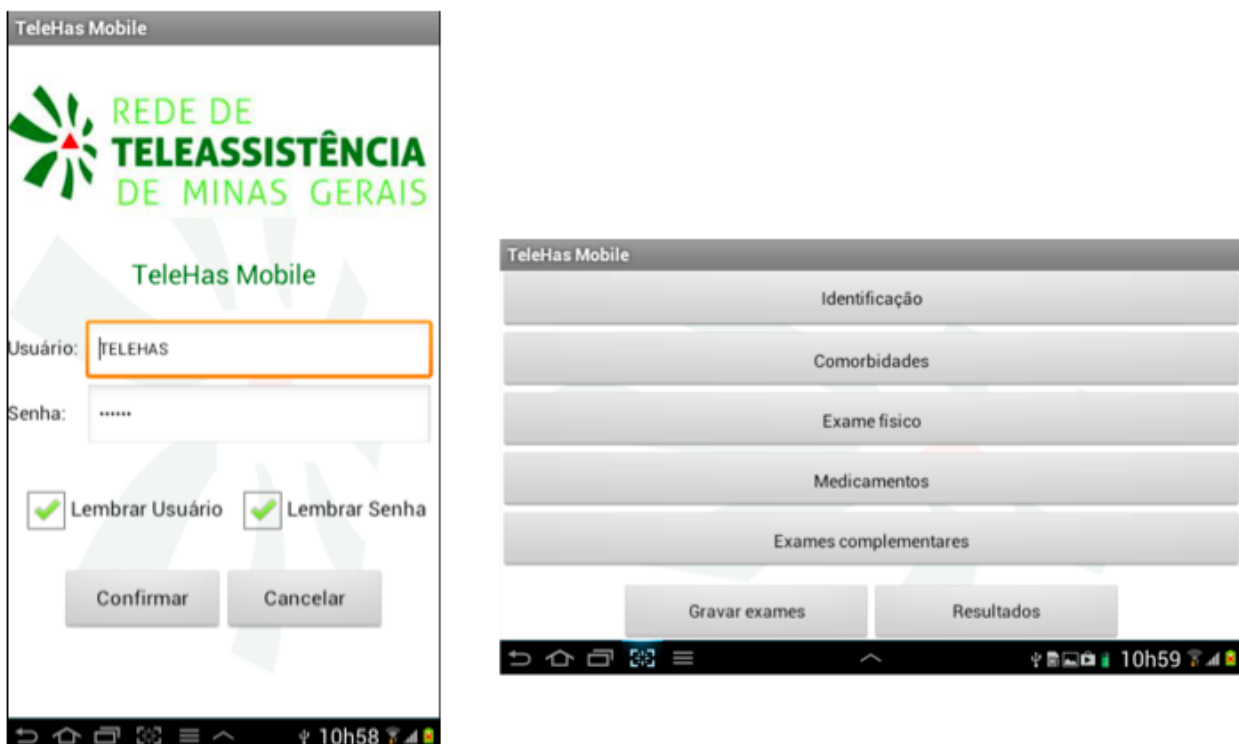 TeleHas Mobile
REDE DE
TELEASSISTÊNCIA
DE MINAS GERAIS
TeleHas Mobile
Usuário: TELEHAS
Senha: ......
Lembrar Usuário Lembrar Senha
Confirmar Cancelar
10h58
TeleHas Mobile
Identificação
Comorbidades
Exame físico
Medicamentos
Exames complementares
Gravar exames Resultados
10h59